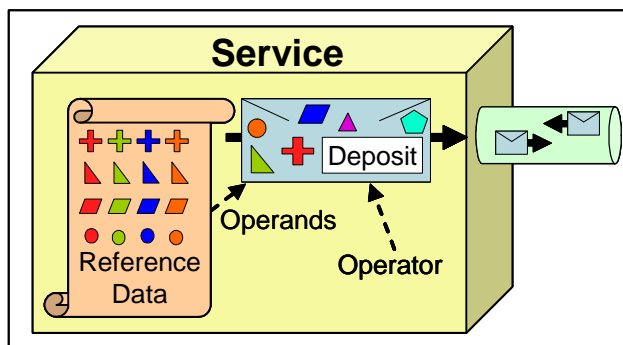 Service
Deposit
Operands
Operator
Reference
Data